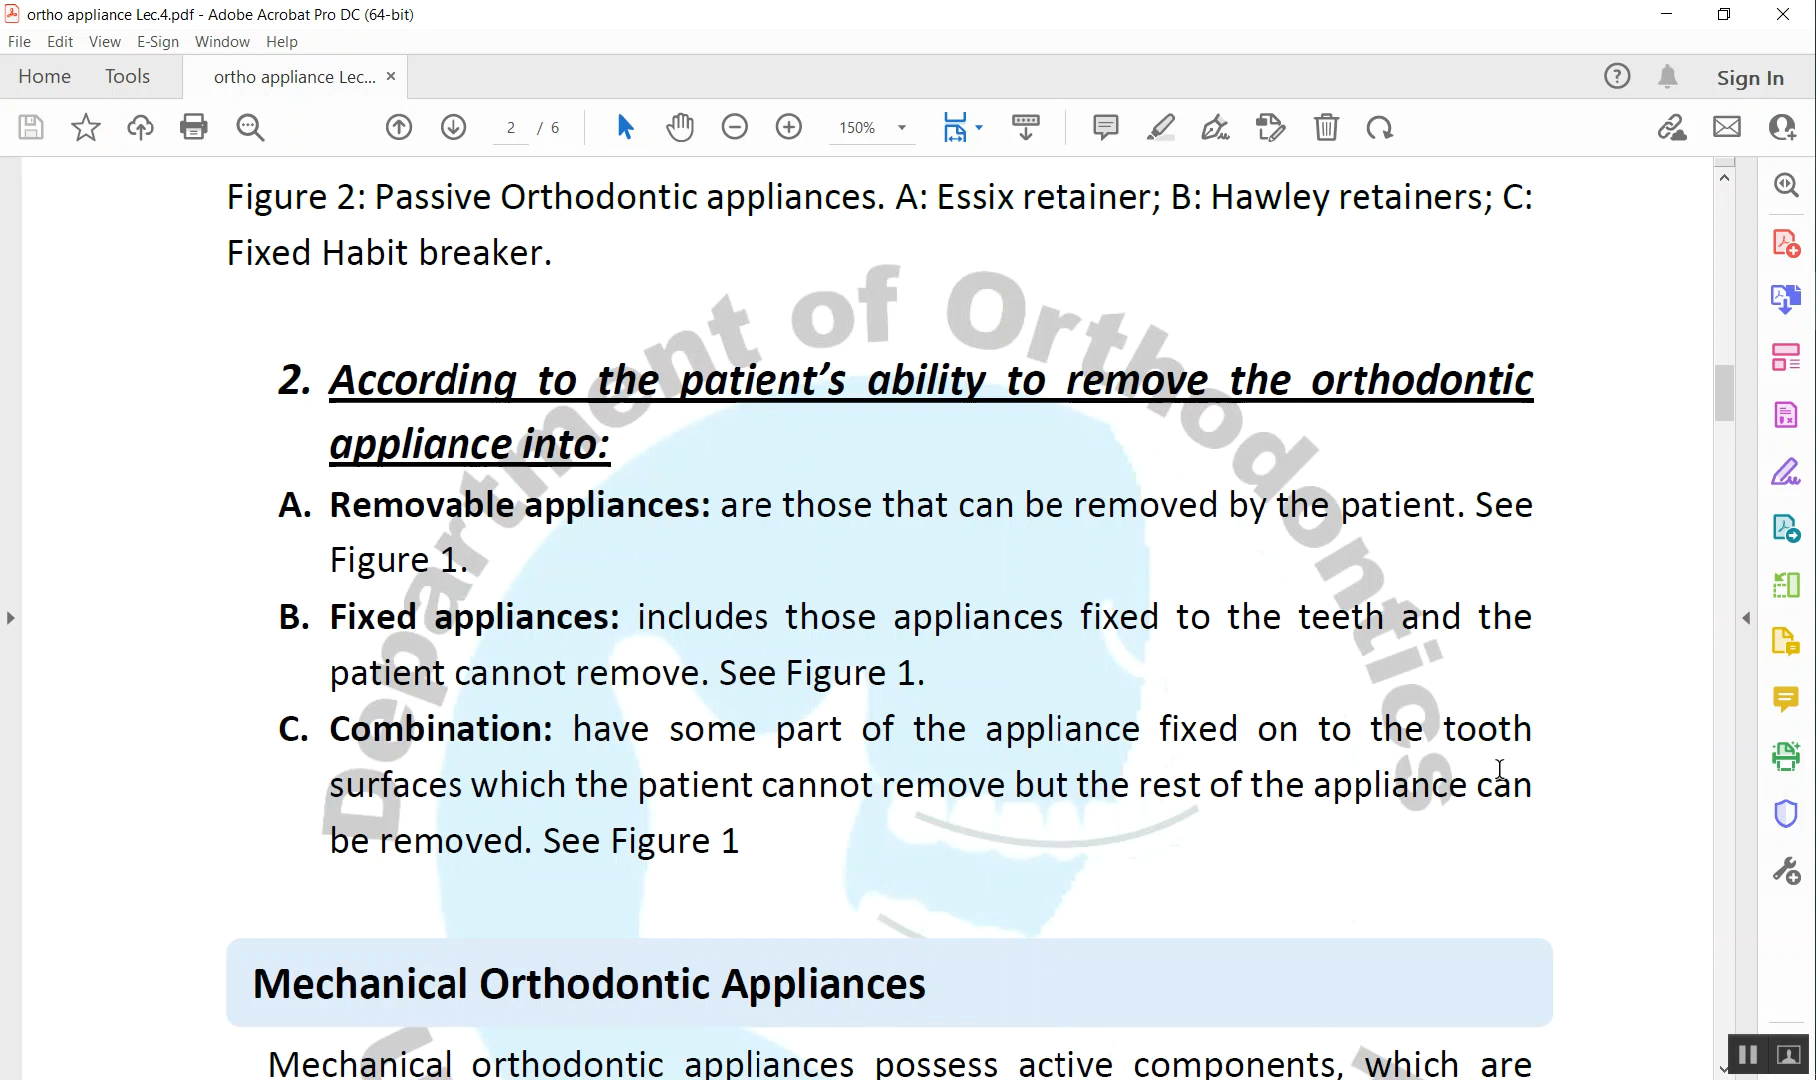 ortho appliance Lec.4.pdf - Adobe Acrobat Pro DC (64-bit)
File Edit View E-Sign Window Help
Home Tools ortho appliance Lec... × Sign In
2 / 6 150%
Figure 2: Passive Orthodontic appliances. A: Essix retainer; B: Hawley retainers; C:
Fixed Habit breaker.
2. According to the patient’s ability to remove the orthodontic
appliance into:
A. Removable appliances: are those that can be removed by the patient. See
Figure 1.
B. Fixed appliances: includes those appliances fixed to the teeth and the
patient cannot remove. See Figure 1.
C. Combination: have some part of the appliance fixed on to the tooth
surfaces which the patient cannot remove but the rest of the appliance can
be removed. See Figure 1
Mechanical Orthodontic Appliances
Mechanical orthodontic appliances possess active components, which are
Department of Orthodontics